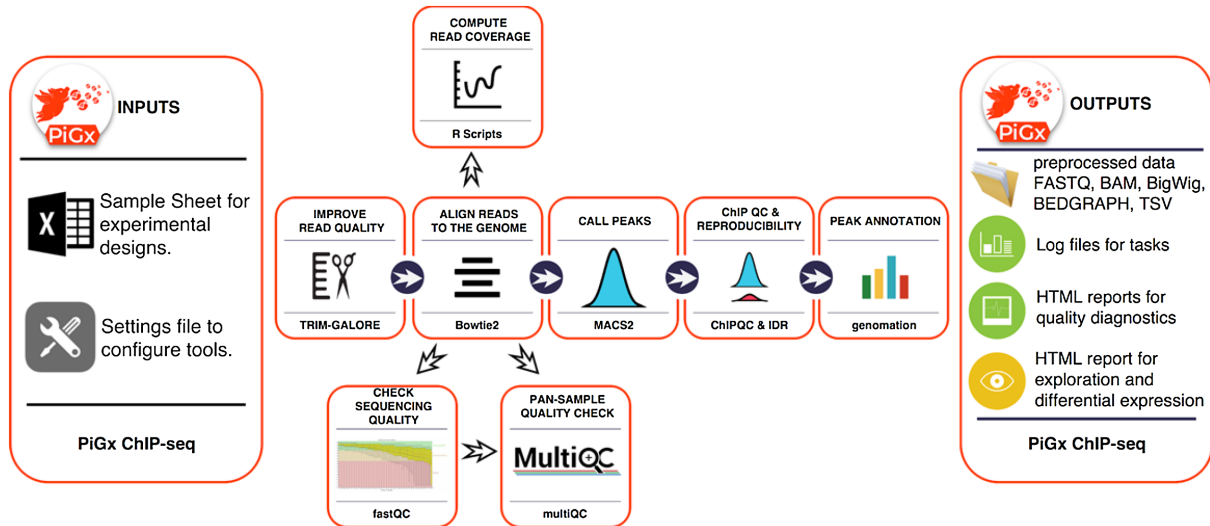 PiGx
INPUTS
Sample Sheet for
experimental
designs.
Settings file to
configure tools.
PiGx ChIP-seq
COMPUTE
READ COVERAGE
R Scripts
IMPROVE
READ QUALITY
TRIM-GALORE
ALIGN READS
TO THE GENOME
Bowtie2
CALL PEAKS
MACS2
ChIP QC &
REPRODUCIBILITY
ChIPQC & IDR
PEAK ANNOTATION
genomation
CHECK
SEQUENCING
QUALITY
fastQC
PAN-SAMPLE
QUALITY CHECK
MultiQC
multiQC
PiGx
OUTPUTS
preprocessed data
FASTQ, BAM, BigWig,
BEDGRAPH, TSV
Log files for tasks
HTML reports for
quality diagnostics
HTML report for
exploration and
differential expression
PiGx ChIP-seq